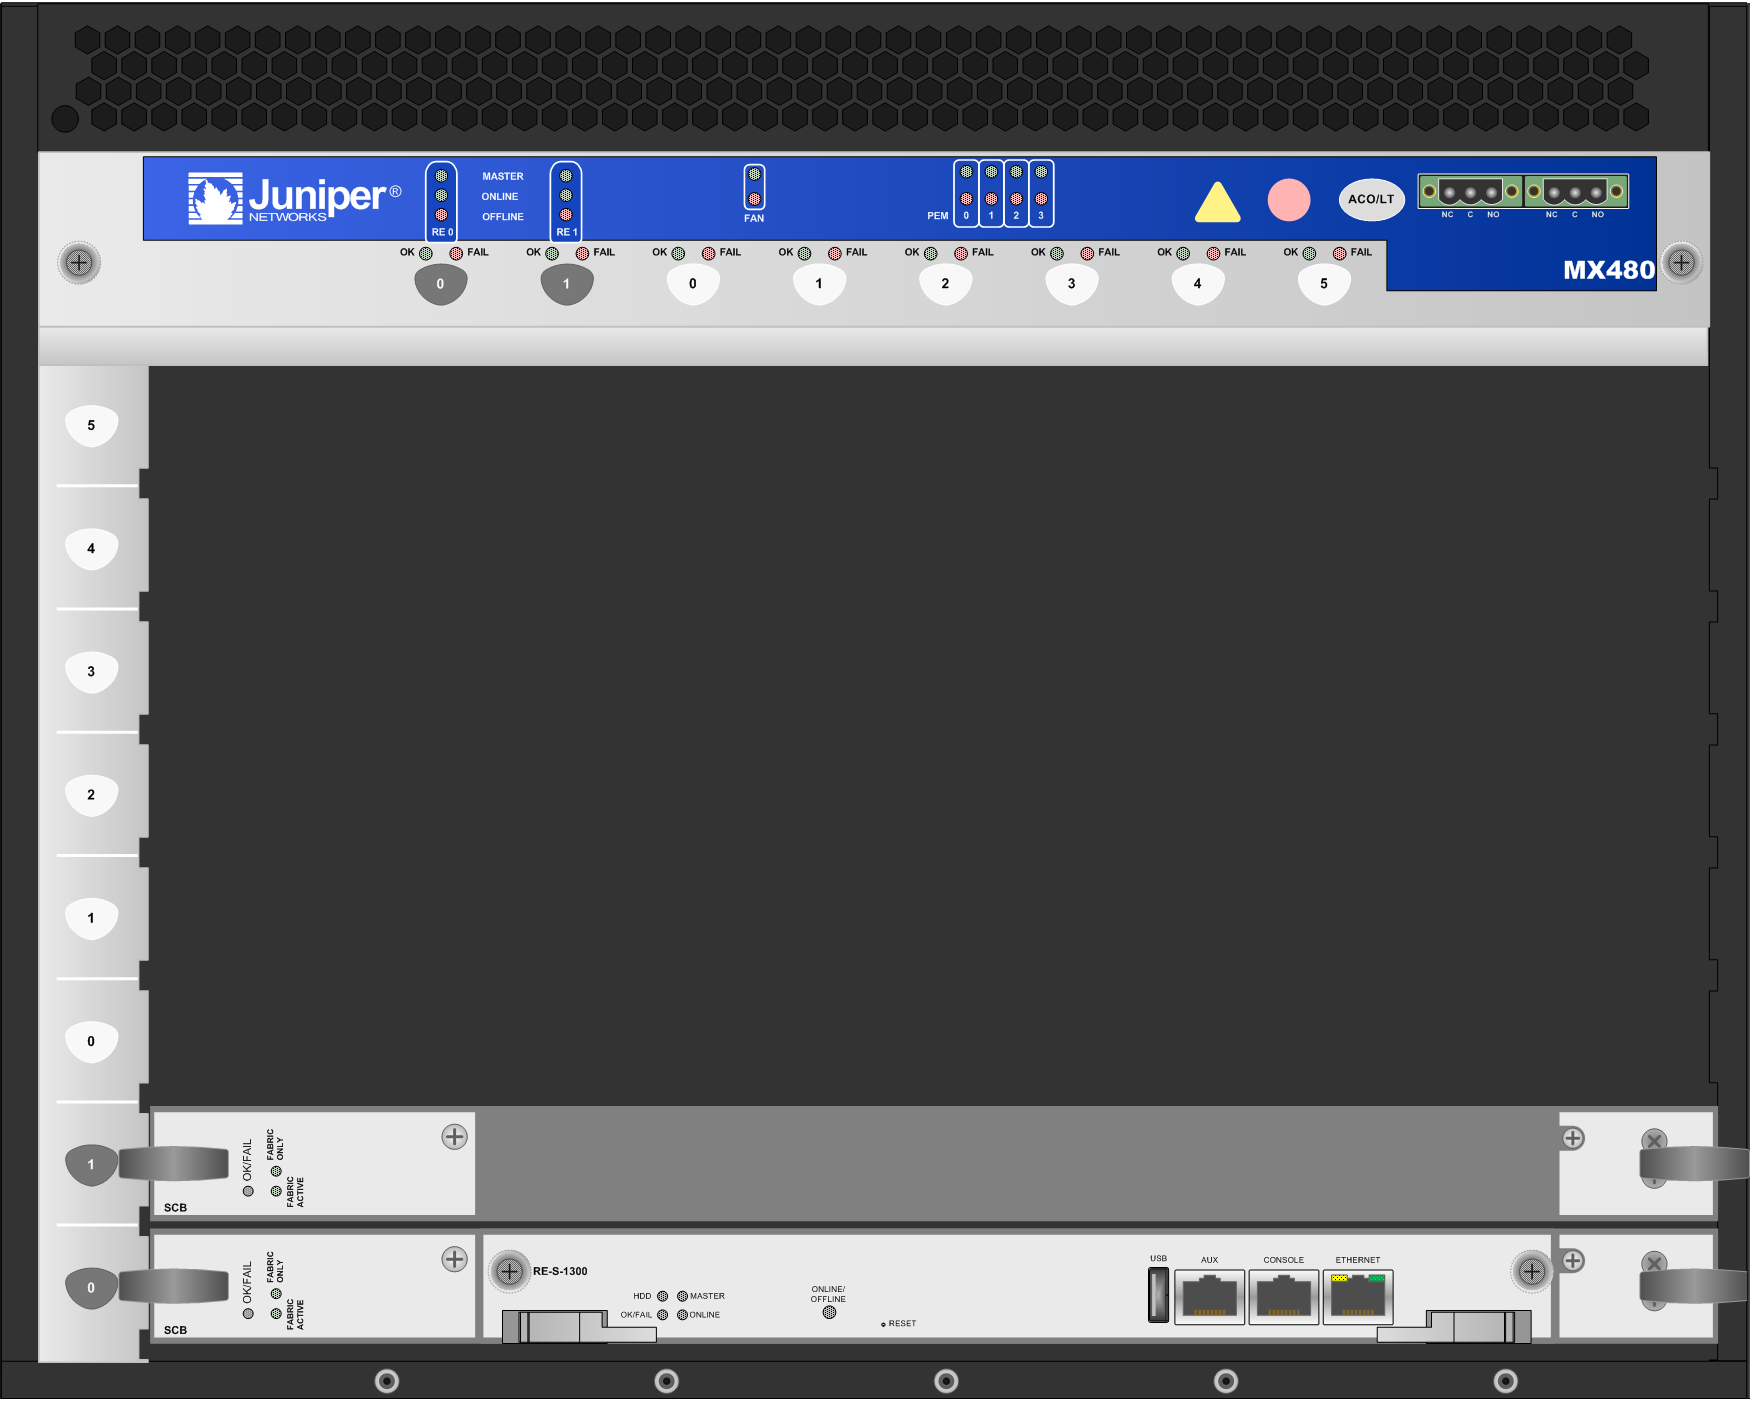 Juniper®
NETWORKS
MASTER
ONLINE
OFFLINE
RE 0
RE 1
FAN
PEM 0 1 2 3
ACO/LT
NC C NO NC C NO
MX480
OK FAIL OK FAIL OK FAIL OK FAIL OK FAIL OK FAIL OK FAIL OK FAIL
0 1 0 1 2 3 4 5
5
4
3
2
1
0
1
OK/FAIL
FABRIC
ONLY
FABRIC
ACTIVE
SCB
0
OK/FAIL
FABRIC
ONLY
FABRIC
ACTIVE
SCB
RE-S-1300
HDD MASTER
OK/FAIL ONLINE
ONLINE/
OFFLINE
RESET
USB AUX CONSOLE ETHERNET